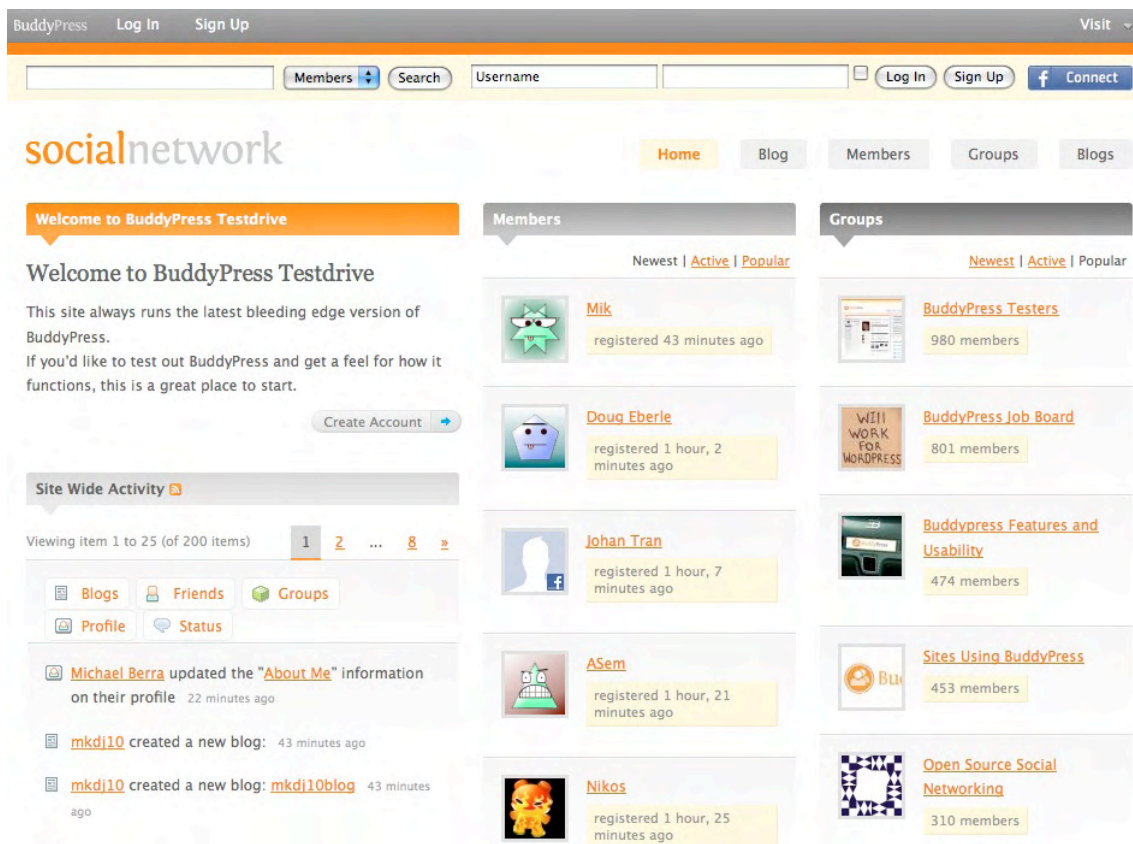 BuddyPress Log In Sign Up Visit
Members Search Username Log In Sign Up f Connect
socialnetwork
Home Blog Members Groups Blogs
Welcome to BuddyPress Testdrive
Welcome to BuddyPress Testdrive
This site always runs the latest bleeding edge version of
BuddyPress.
If you'd like to test out BuddyPress and get a feel for how it
functions, this is a great place to start.
Create Account
Site Wide Activity
Viewing item 1 to 25 (of 200 items) 1 2 ... 8 »
Blogs Friends Groups
Profile Status
Michael Berra updated the "About Me" information
on their profile 22 minutes ago
mkdj10 created a new blog: 43 minutes ago
mkdj10 created a new blog: mkdj10blog 43 minutes
ago
Members
Newest | Active | Popular
Mik
registered 43 minutes ago
Doug Eberle
registered 1 hour, 2
minutes ago
f
Johan Tran
registered 1 hour, 7
minutes ago
ASem
registered 1 hour, 21
minutes ago
Nikos
registered 1 hour, 25
minutes ago
Groups
Newest | Active | Popular
BuddyPress Testers
980 members
WILL
WORK
FOR
WORDPRESS
BuddyPress Job Board
801 members
BuddyPress
Buddypress Features and
Usability
474 members
Bu
Sites Using BuddyPress
453 members
Open Source Social
Networking
310 members